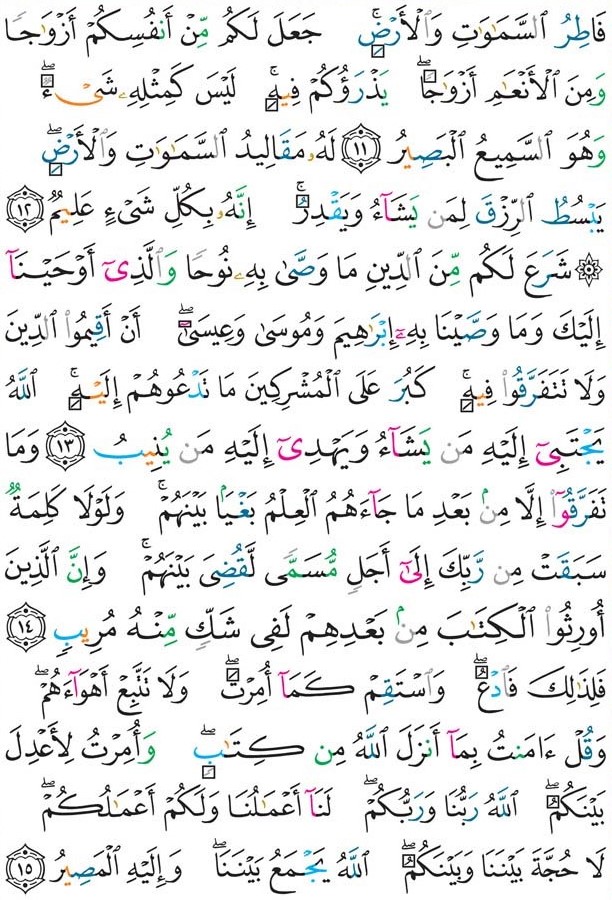 فَاطِرُ ٱلسَّمَٰوَٰتِ وَٱلْأَرْضِۚ جَعَلَ لَكُم مِّنْ أَنفُسِكُمْ أَزْوَٰجًا
وَمِنَ ٱلْأَنْعَٰمِ أَزْوَٰجًاۖ يَذْرَؤُكُمْ فِيهِۚ لَيْسَ كَمِثْلِهِۦ شَىْءٌۖ
وَهُوَ ٱلسَّمِيعُ ٱلْبَصِيرُ ١١ لَهُۥ مَقَالِيدُ ٱلسَّمَٰوَٰتِ وَٱلْأَرْضِۖ
يَبْسُطُ ٱلرِّزْقَ لِمَن يَشَآءُ وَيَقْدِرُۚ إِنَّهُۥ بِكُلِّ شَىْءٍ عَلِيمٌ ١٢
۞ شَرَعَ لَكُم مِّنَ ٱلدِّينِ مَا وَصَّىٰ بِهِۦ نُوحًا وَٱلَّذِىٓ أَوْحَيْنَآ
إِلَيْكَ وَمَا وَصَّيْنَا بِهِۦٓ إِبْرَٰهِيمَ وَمُوسَىٰ وَعِيسَىٰٓۖ أَنْ أَقِيمُوا۟ ٱلدِّينَ
وَلَا تَتَفَرَّقُوا۟ فِيهِۚ كَبُرَ عَلَى ٱلْمُشْرِكِينَ مَا تَدْعُوهُمْ إِلَيْهِۚ ٱللَّهُ
يَجْتَبِىٓ إِلَيْهِ مَن يَشَآءُ وَيَهْدِىٓ إِلَيْهِ مَن يُنِيبُ ١٣ وَمَا
تَفَرَّقُوٓا۟ إِلَّا مِنۢ بَعْدِ مَا جَآءَهُمُ ٱلْعِلْمُ بَغْيًۢا بَيْنَهُمْۚ وَلَوْلَا كَلِمَةٌ
سَبَقَتْ مِن رَّبِّكَ إِلَىٰٓ أَجَلٍ مُّسَمًّى لَّقُضِىَ بَيْنَهُمْۚ وَإِنَّ ٱلَّذِينَ
أُورِثُوا۟ ٱلْكِتَٰبَ مِنۢ بَعْدِهِمْ لَفِى شَكٍّ مِّنْهُ مُرِيبٍ ١٤
فَلِذَٰلِكَ فَٱدْعُۖ وَٱسْتَقِمْ كَمَآ أُمِرْتَۖ وَلَا تَتَّبِعْ أَهْوَآءَهُمْۖ
وَقُلْ ءَامَنتُ بِمَآ أَنزَلَ ٱللَّهُ مِن كِتَٰبٍۖ وَأُمِرْتُ لِأَعْدِلَ
بَيْنَكُمُۖ ٱللَّهُ رَبُّنَا وَرَبُّكُمْۖ لَنَآ أَعْمَٰلُنَا وَلَكُمْ أَعْمَٰلُكُمْۖ
لَا حُجَّةَ بَيْنَنَا وَبَيْنَكُمُۖ ٱللَّهُ يَجْمَعُ بَيْنَنَاۖ وَإِلَيْهِ ٱلْمَصِيرُ ١٥